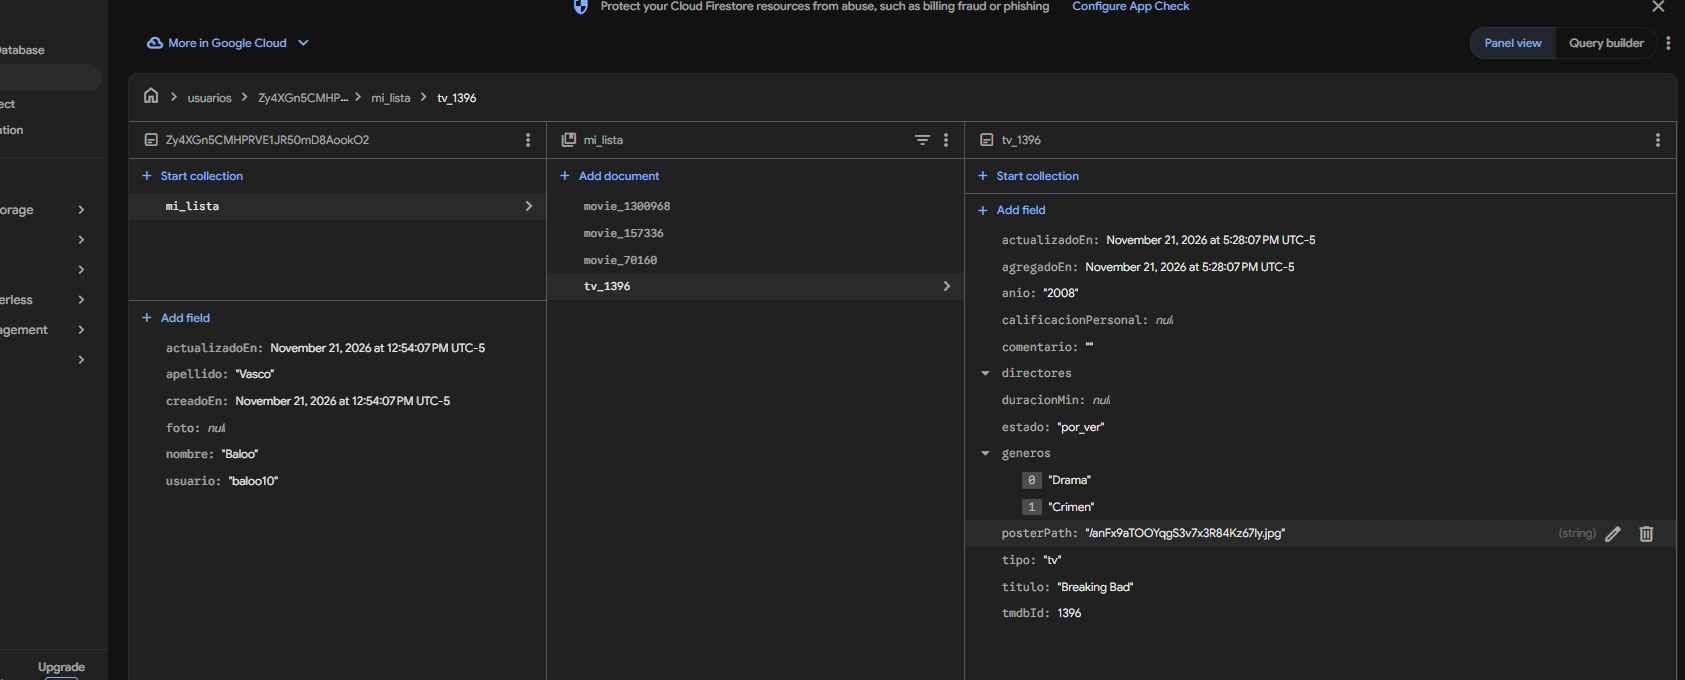 Protect your Cloud Firestore resources from abuse, such as billing fraud or phishing Configure App Check
More in Google Cloud
Panel view Query builder
usuarios Zy4XGn5CMHP... mi_lista tv_1396
Zy4XGn5CMHPRVE1JR50mD8AookO2
Start collection
mi_lista
Add field
actualizadoEn: November 21, 2026 at 12:54:07 PM UTC-5
apellido: "Vasco"
creadoEn: November 21, 2026 at 12:54:07 PM UTC-5
foto: null
nombre: "Baloo"
usuario: "baloo10"
mi_lista
Add document
movie_1300968
movie_157336
movie_70160
tv_1396
tv_1396
Start collection
Add field
actualizadoEn: November 21, 2026 at 5:28:07 PM UTC-5
agregadoEn: November 21, 2026 at 5:28:07 PM UTC-5
anio: "2008"
calificacionPersonal: null
comentario: ""
directores
duracionMin: null
estado: "por_ver"
generos
0 "Drama"
1 "Crimen"
posterPath: "/anFx9aTOOYqgS3v7x3R84Kz67ly.jpg" (string)
tipo: "tv"
titulo: "Breaking Bad"
tmdbId: 1396
atabase
ect
ation
orage
erless
agement
Upgrade